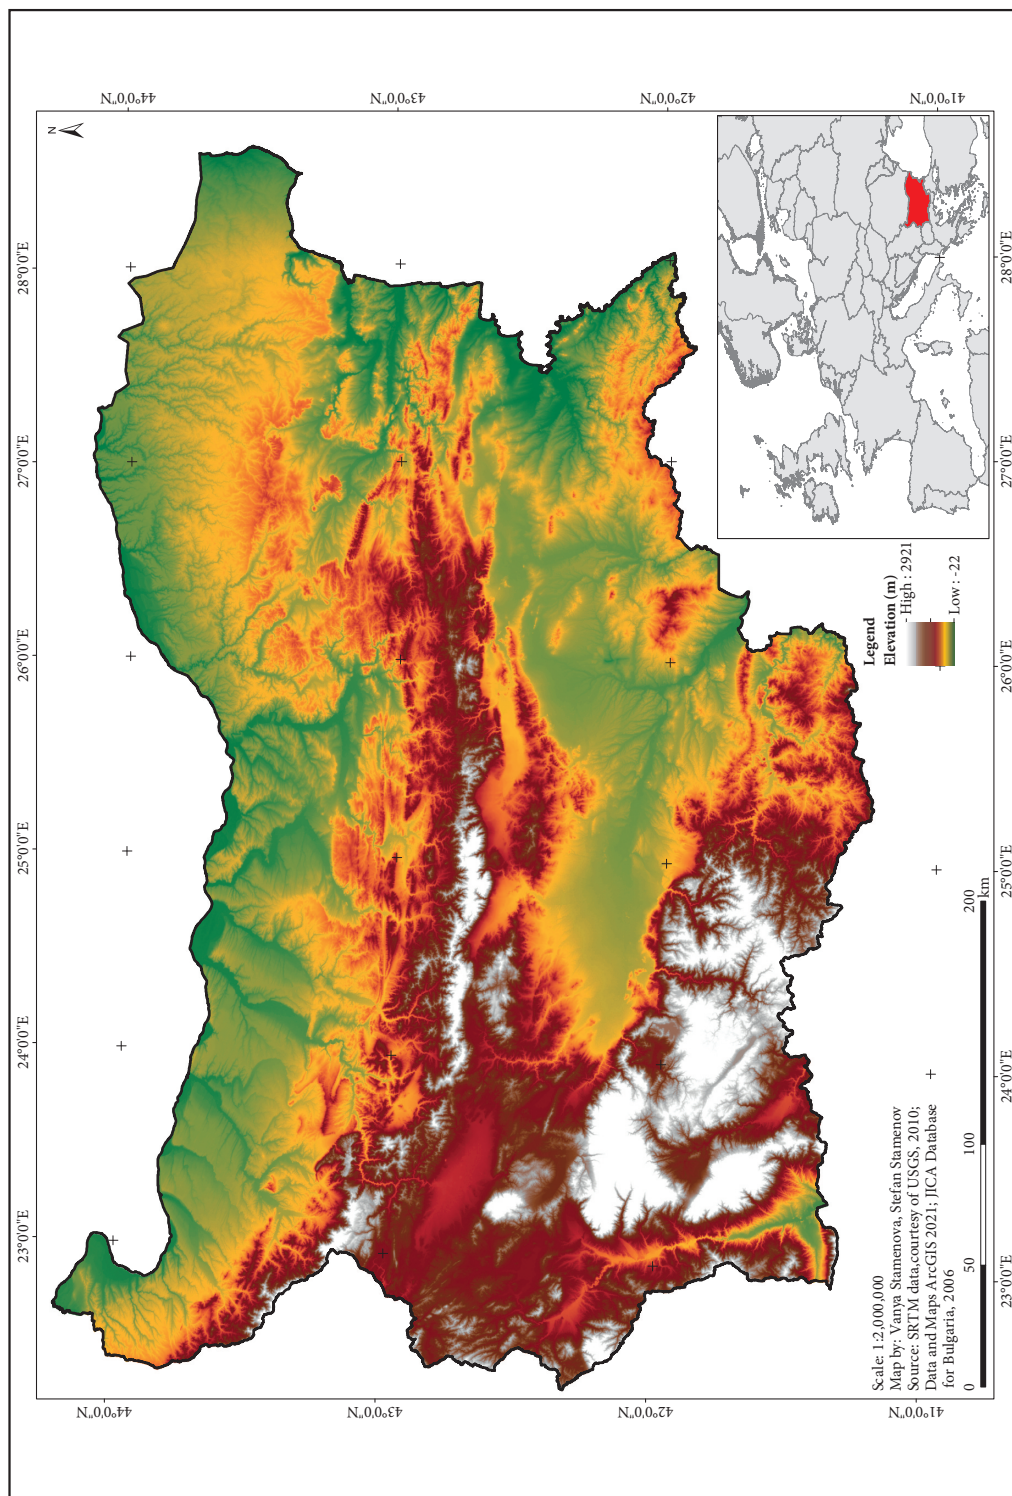 44°0'0"N
43°0'0"N
42°0'0"N
41°0'0"N
N
23°0'0"E
24°0'0"E
25°0'0"E
26°0'0"E
27°0'0"E
28°0'0"E
Legend
Elevation (m)
High : 2921
Low : -22
Scale: 1:2,000,000
Map by: Vanya Stamenova, Stefan Stamenov
Source: SRTM data,courtesy of USGS, 2010;
Data and Maps ArcGIS 2021; JICA Database
for Bulgaria, 2006
0 50 100 200
km
23°0'0"E
24°0'0"E
25°0'0"E
26°0'0"E
27°0'0"E
28°0'0"E
44°0'0"N
43°0'0"N
42°0'0"N
41°0'0"N